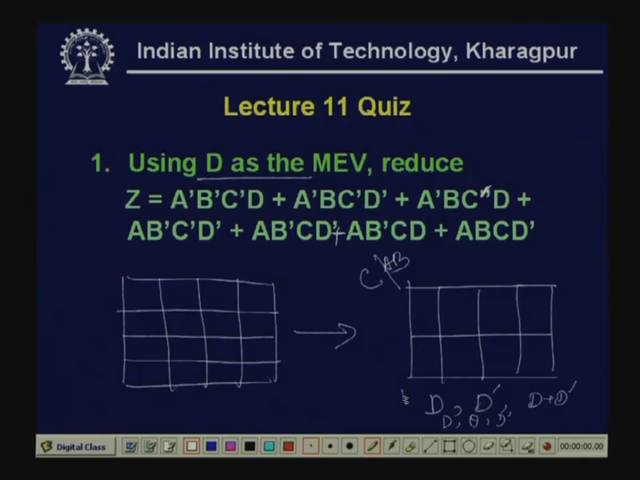 Indian Institute of Technology, Kharagpur
Lecture 11 Quiz
1. Using D as the MEV, reduce
Z = A'B'C'D + A'BC'D' + A'BC'D +
AB'C'D' + AB'CD'+AB'CD + ABCD'
C\AB
D, D', D+D'
Digital Class
00:00:00.00